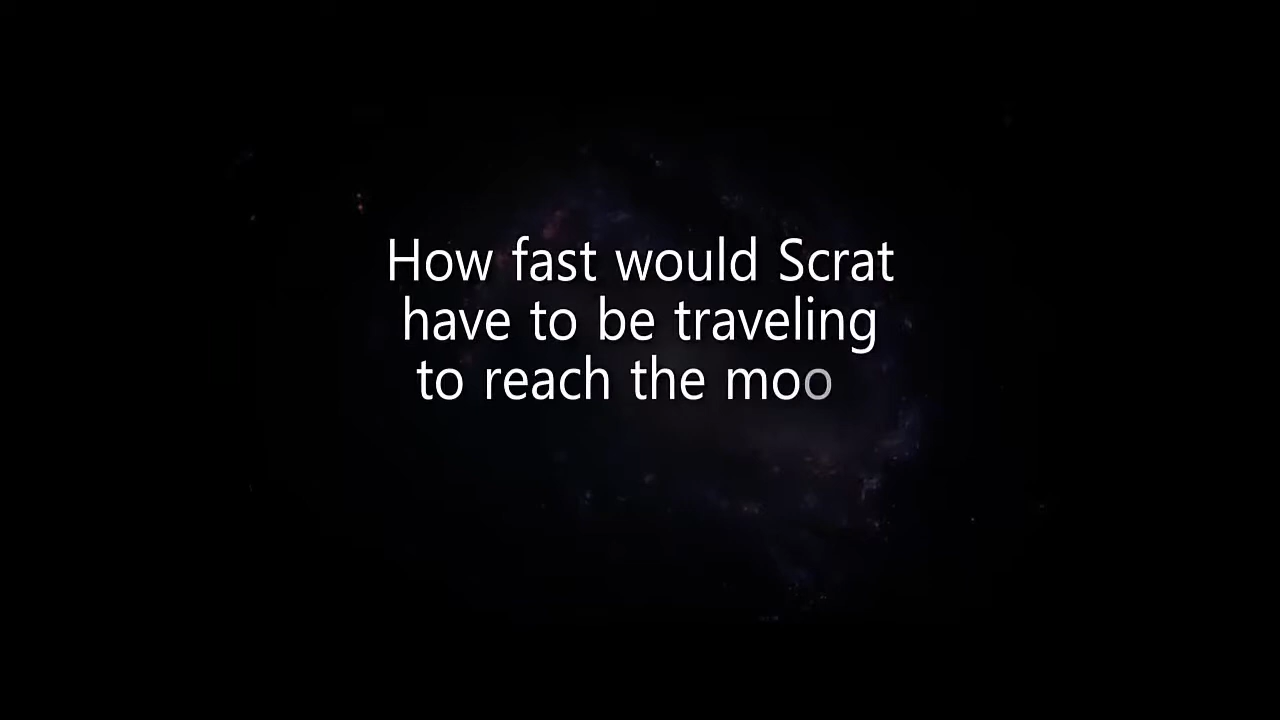 How fast would Scrat
have to be traveling
to reach the moo